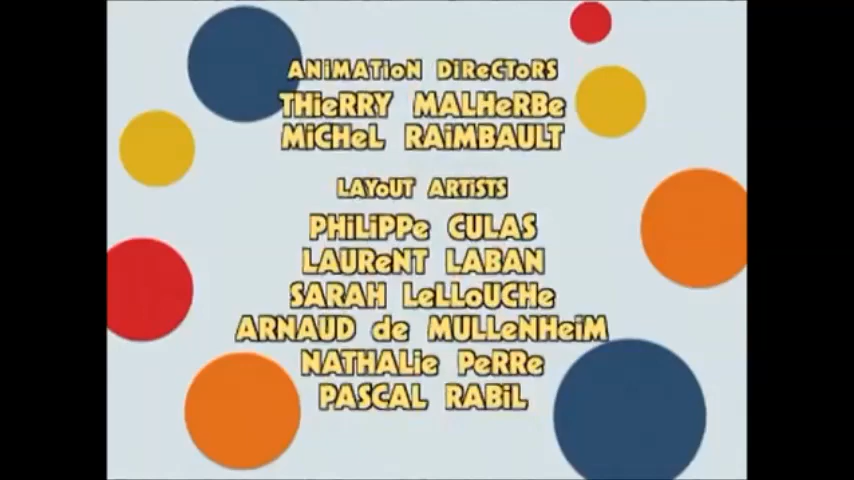 ANiMATioN DiReCToRS
THieRRY MALHeRBe
MiCHeL RAiMBAULT
LAYoUT ARTiSTS
PHiLiPPe CULAS
LAUReNT LABAN
SARAH LeLLoUCHe
ARNAUD de MULLeNHeiM
NATHALie PeRRe
PASCAL RABiL